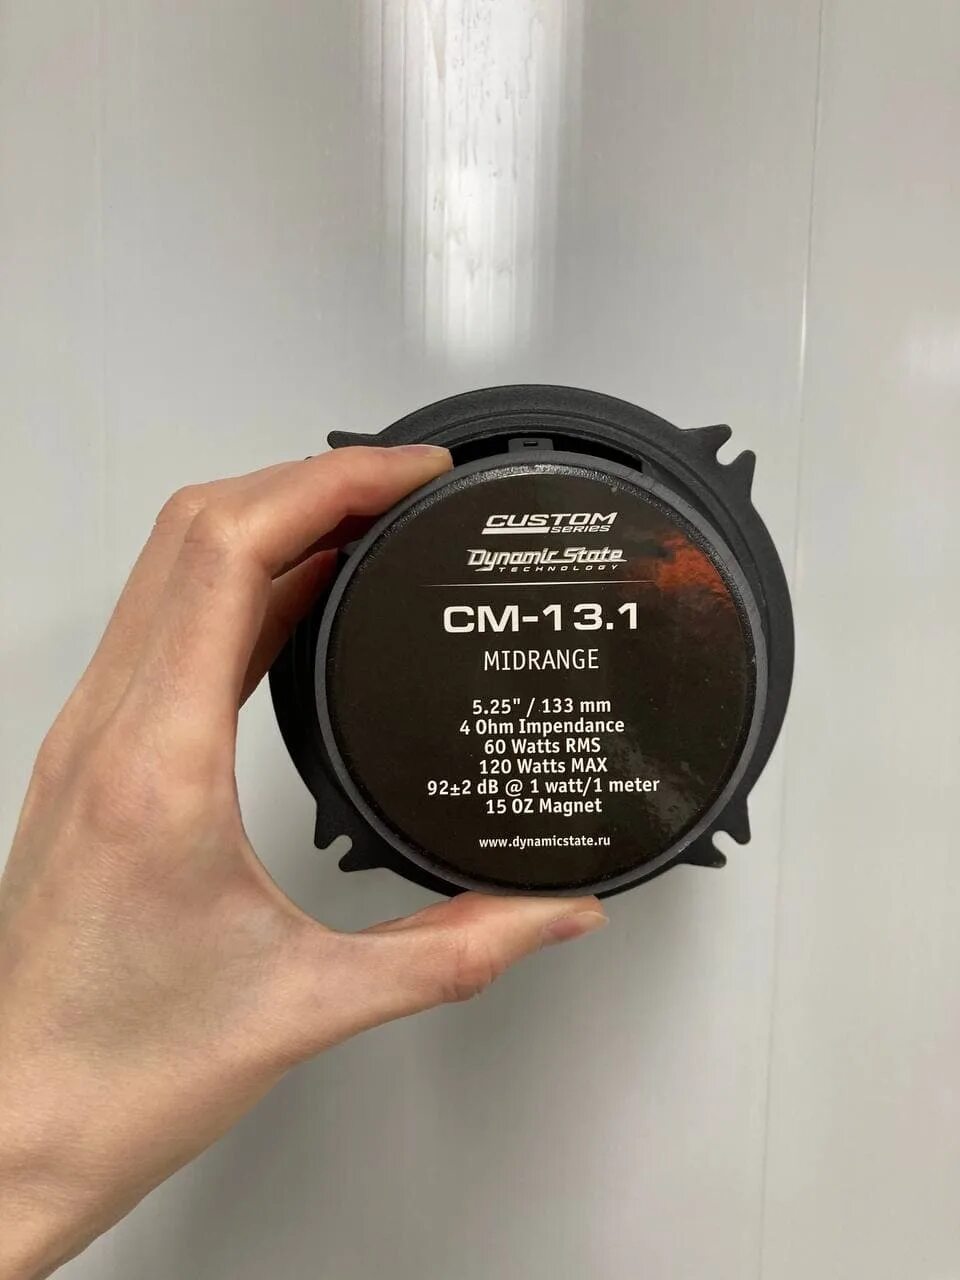 CUSTOM
SERIES
Dynamic State
TECHNOLOGY
CM-13.1
MIDRANGE
5.25" / 133 mm
4 Ohm Impendance
60 Watts RMS
120 Watts MAX
92±2 dB @ 1 watt/1 meter
15 OZ Magnet
www.dynamicstate.ru